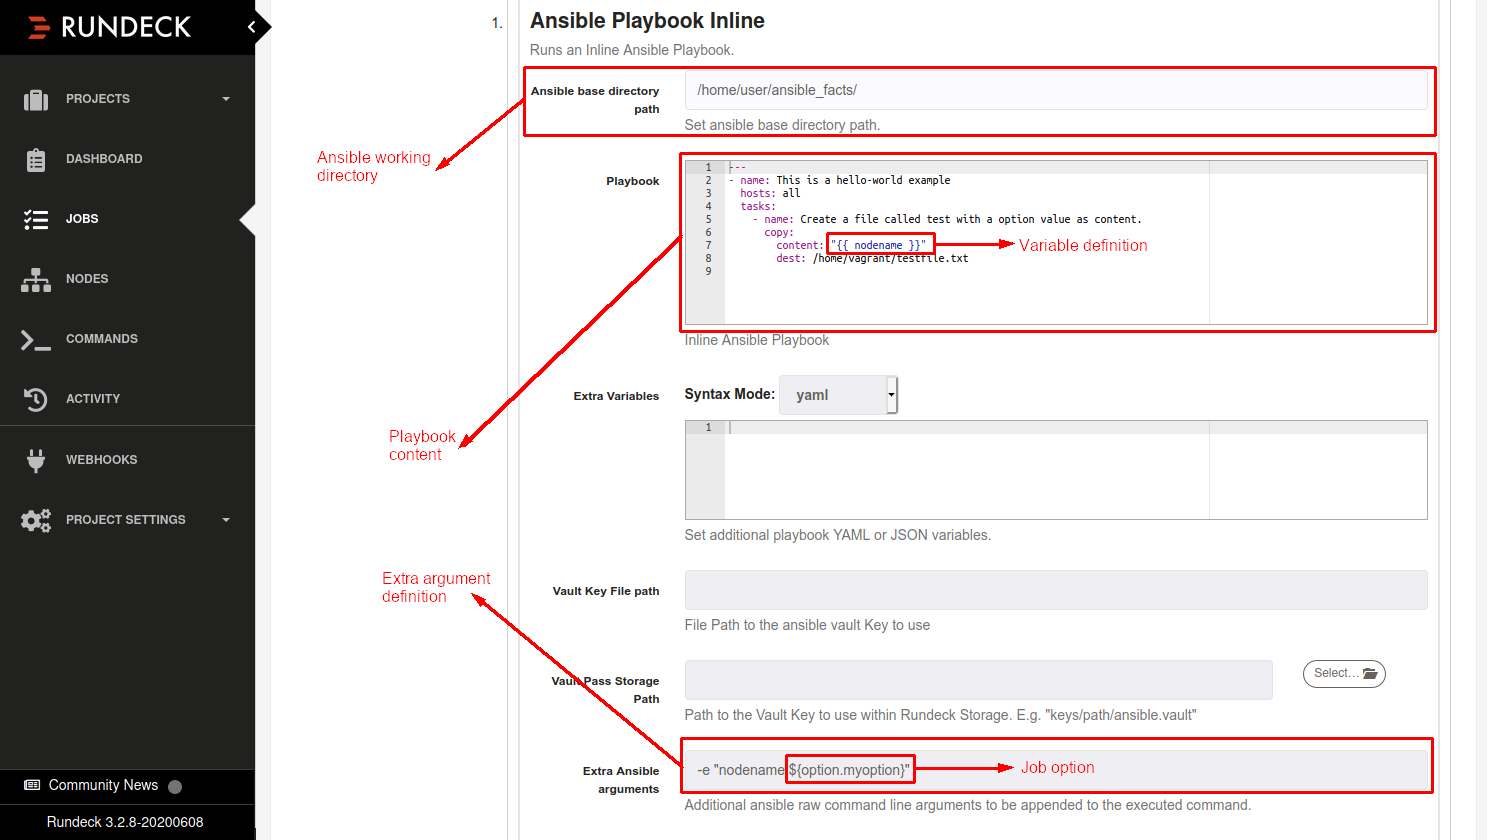 RUNDECK
PROJECTS
DASHBOARD
JOBS
NODES
COMMANDS
ACTIVITY
WEBHOOKS
PROJECT SETTINGS
Community News
Rundeck 3.2.8-20200608
1.
Ansible Playbook Inline
Runs an Inline Ansible Playbook.
Ansible base directory
path
/home/user/ansible_facts/
Set ansible base directory path.
Ansible working
directory
Playbook
1 ---
2 - name: This is a hello-world example
3 hosts: all
4 tasks:
5 - name: Create a file called test with a option value as content.
6 copy:
7 content: "{{ nodename }}"
8 dest: /home/vagrant/testfile.txt
9
Variable definition
Inline Ansible Playbook
Extra Variables
Syntax Mode: yaml
1
Playbook
content
Set additional playbook YAML or JSON variables.
Extra argument
definition
Vault Key File path
File Path to the ansible vault Key to use
Vault Pass Storage
Path
Select...
Path to the Vault Key to use within Rundeck Storage. E.g. "keys/path/ansible.vault"
Extra Ansible
arguments
-e "nodename ${option.myoption}"
Job option
Additional ansible raw command line arguments to be appended to the executed command.